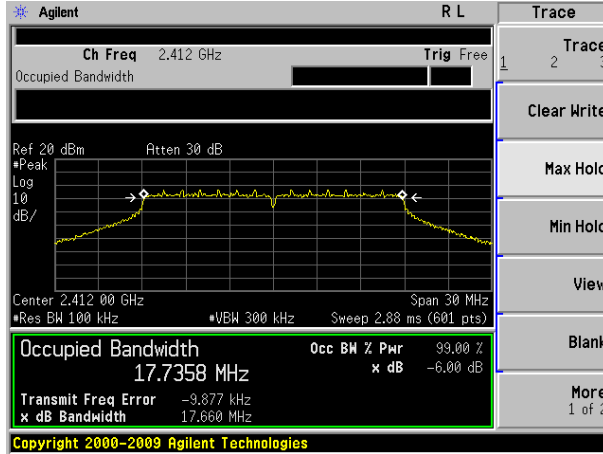 Agilent R L Trace
Ch Freq 2.412 GHz Trig Free
Occupied Bandwidth
Trace
1 2 3
Clear Write
Max Hold
Min Hold
View
Blank
More
1 of 2
Ref 20 dBm Atten 30 dB
#Peak
Log
10
dB/
Center 2.412 00 GHz Span 30 MHz
#Res BW 100 kHz #VBW 300 kHz Sweep 2.88 ms (601 pts)
Occupied Bandwidth Occ BW % Pwr 99.00 %
17.7358 MHz x dB -6.00 dB
Transmit Freq Error -9.877 kHz
x dB Bandwidth 17.660 MHz
Copyright 2000-2009 Agilent Technologies